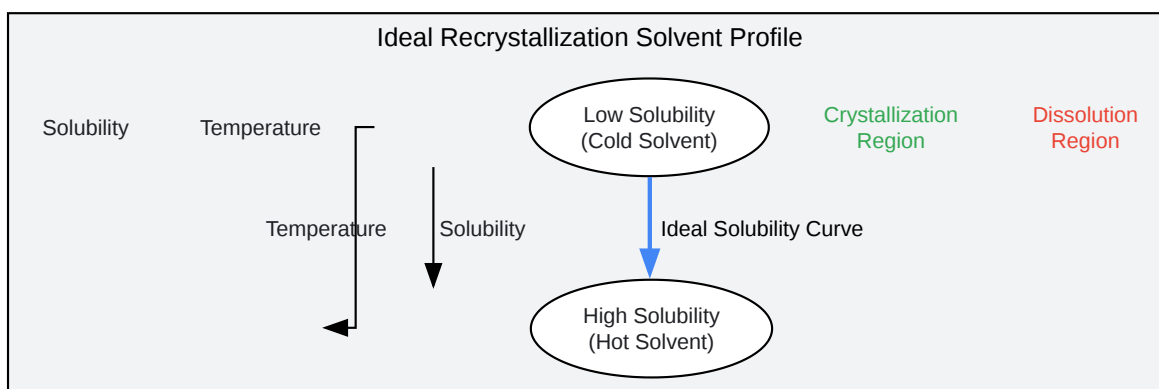 Ideal Recrystallization Solvent Profile
Solubility
Temperature
Low Solubility
(Cold Solvent)
Crystallization
Region
Dissolution
Region
Temperature
Solubility
Ideal Solubility Curve
High Solubility
(Hot Solvent)